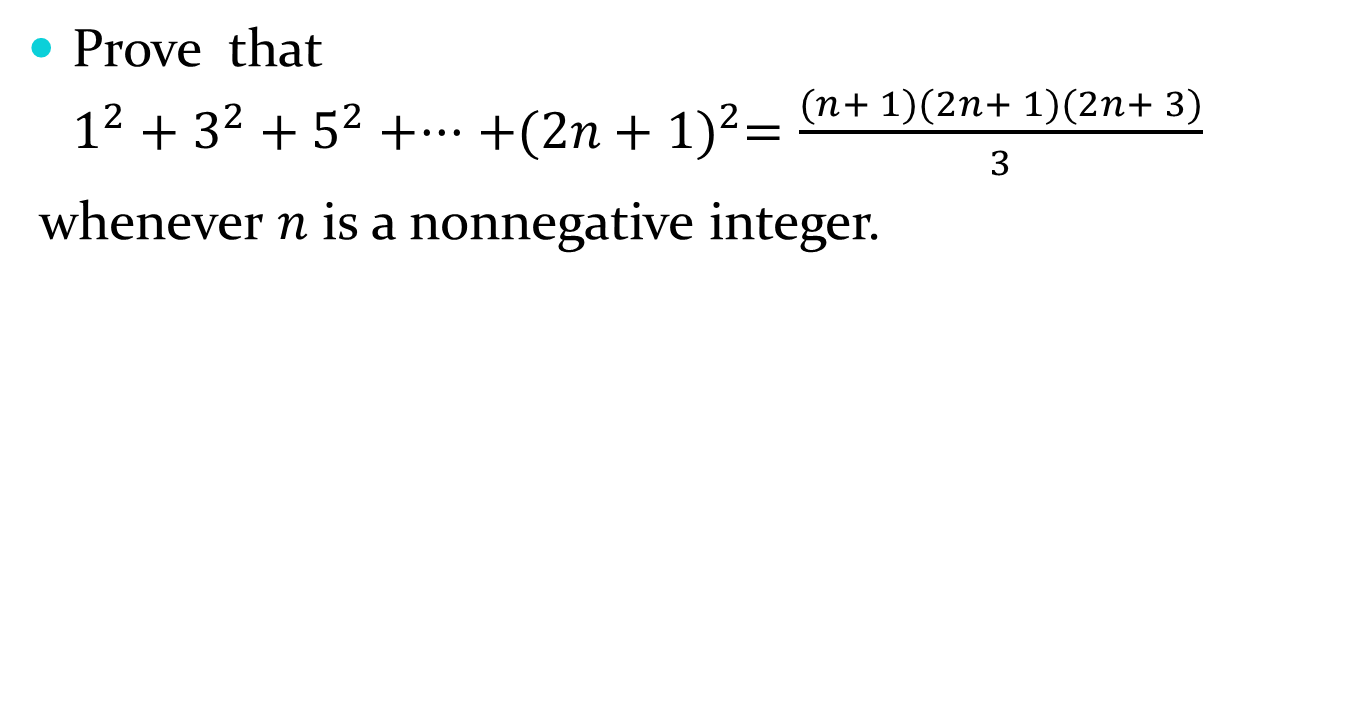 • Prove that
1² + 3² + 5² +⋯ +(2𝑛 + 1)²= (𝑛+ 1)(2𝑛+ 1)(2𝑛+ 3)/3
whenever 𝑛 is a nonnegative integer.